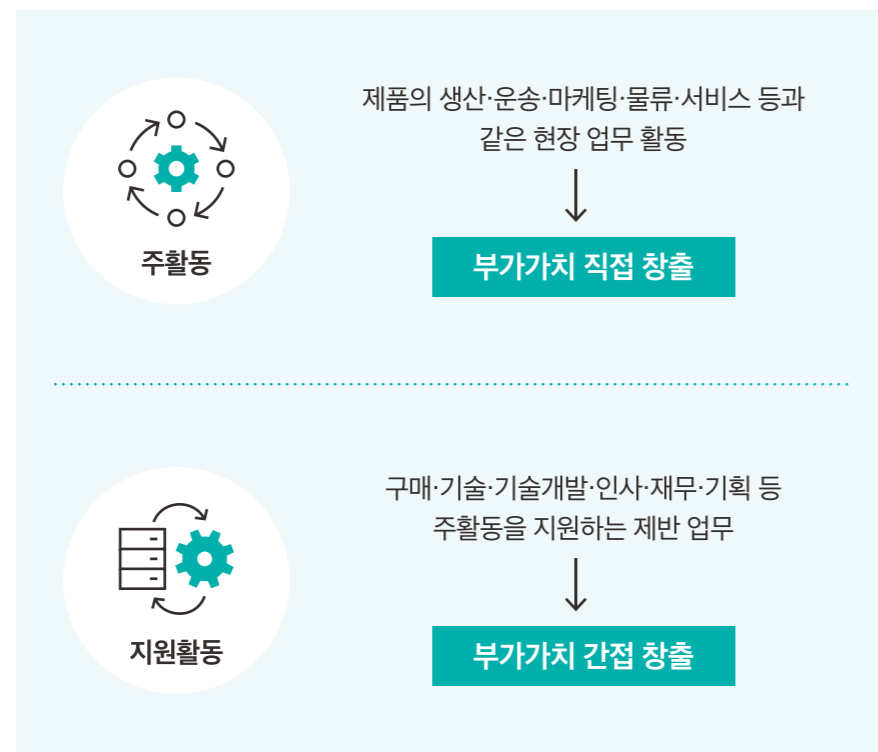 제품의 생산·운송·마케팅·물류·서비스 등과
같은 현장 업무 활동
주활동
부가가치 직접 창출
구매·기술·기술개발·인사·재무·기획 등
주활동을 지원하는 제반 업무
지원활동
부가가치 간접 창출